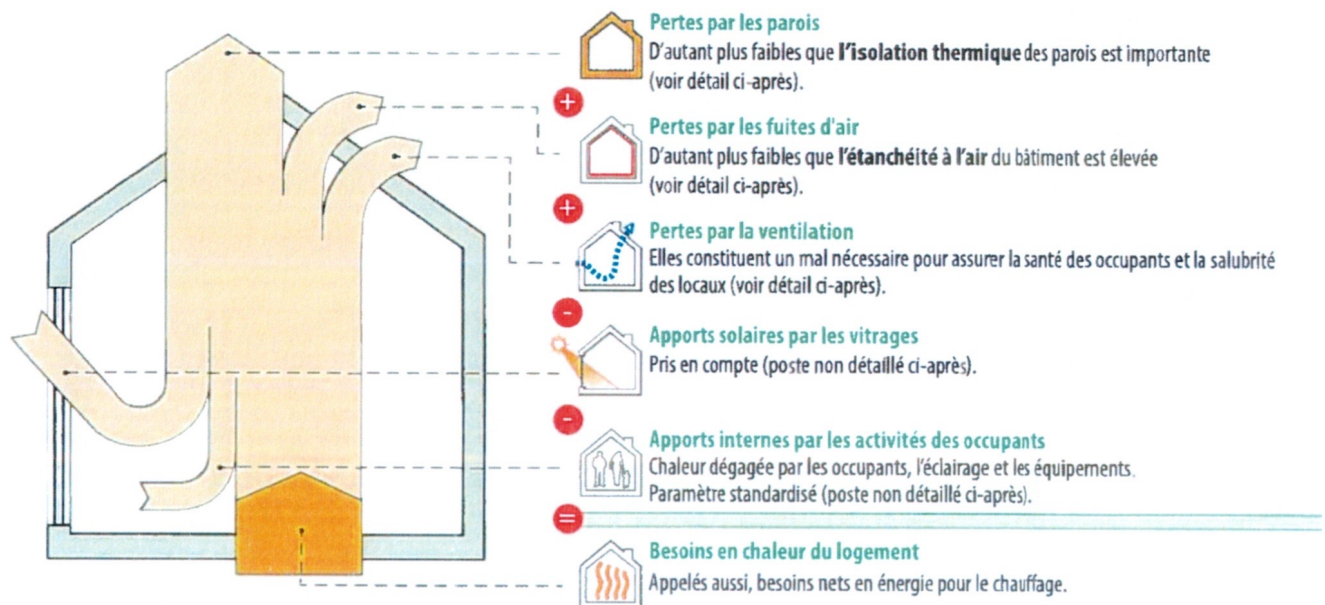 Pertes par les parois
D'autant plus faibles que l'isolation thermique des parois est importante
(voir détail ci-après).
+
Pertes par les fuites d'air
D'autant plus faibles que l'étanchéité à l'air du bâtiment est élevée
(voir détail ci-après).
+
Pertes par la ventilation
Elles constituent un mal nécessaire pour assurer la santé des occupants et la salubrité
des locaux (voir détail ci-après).
-
Apports solaires par les vitrages
Pris en compte (poste non détaillé ci-après).
-
Apports internes par les activités des occupants
Chaleur dégagée par les occupants, l'éclairage et les équipements.
Paramètre standardisé (poste non détaillé ci-après).
=
Besoins en chaleur du logement
Appelés aussi, besoins nets en énergie pour le chauffage.